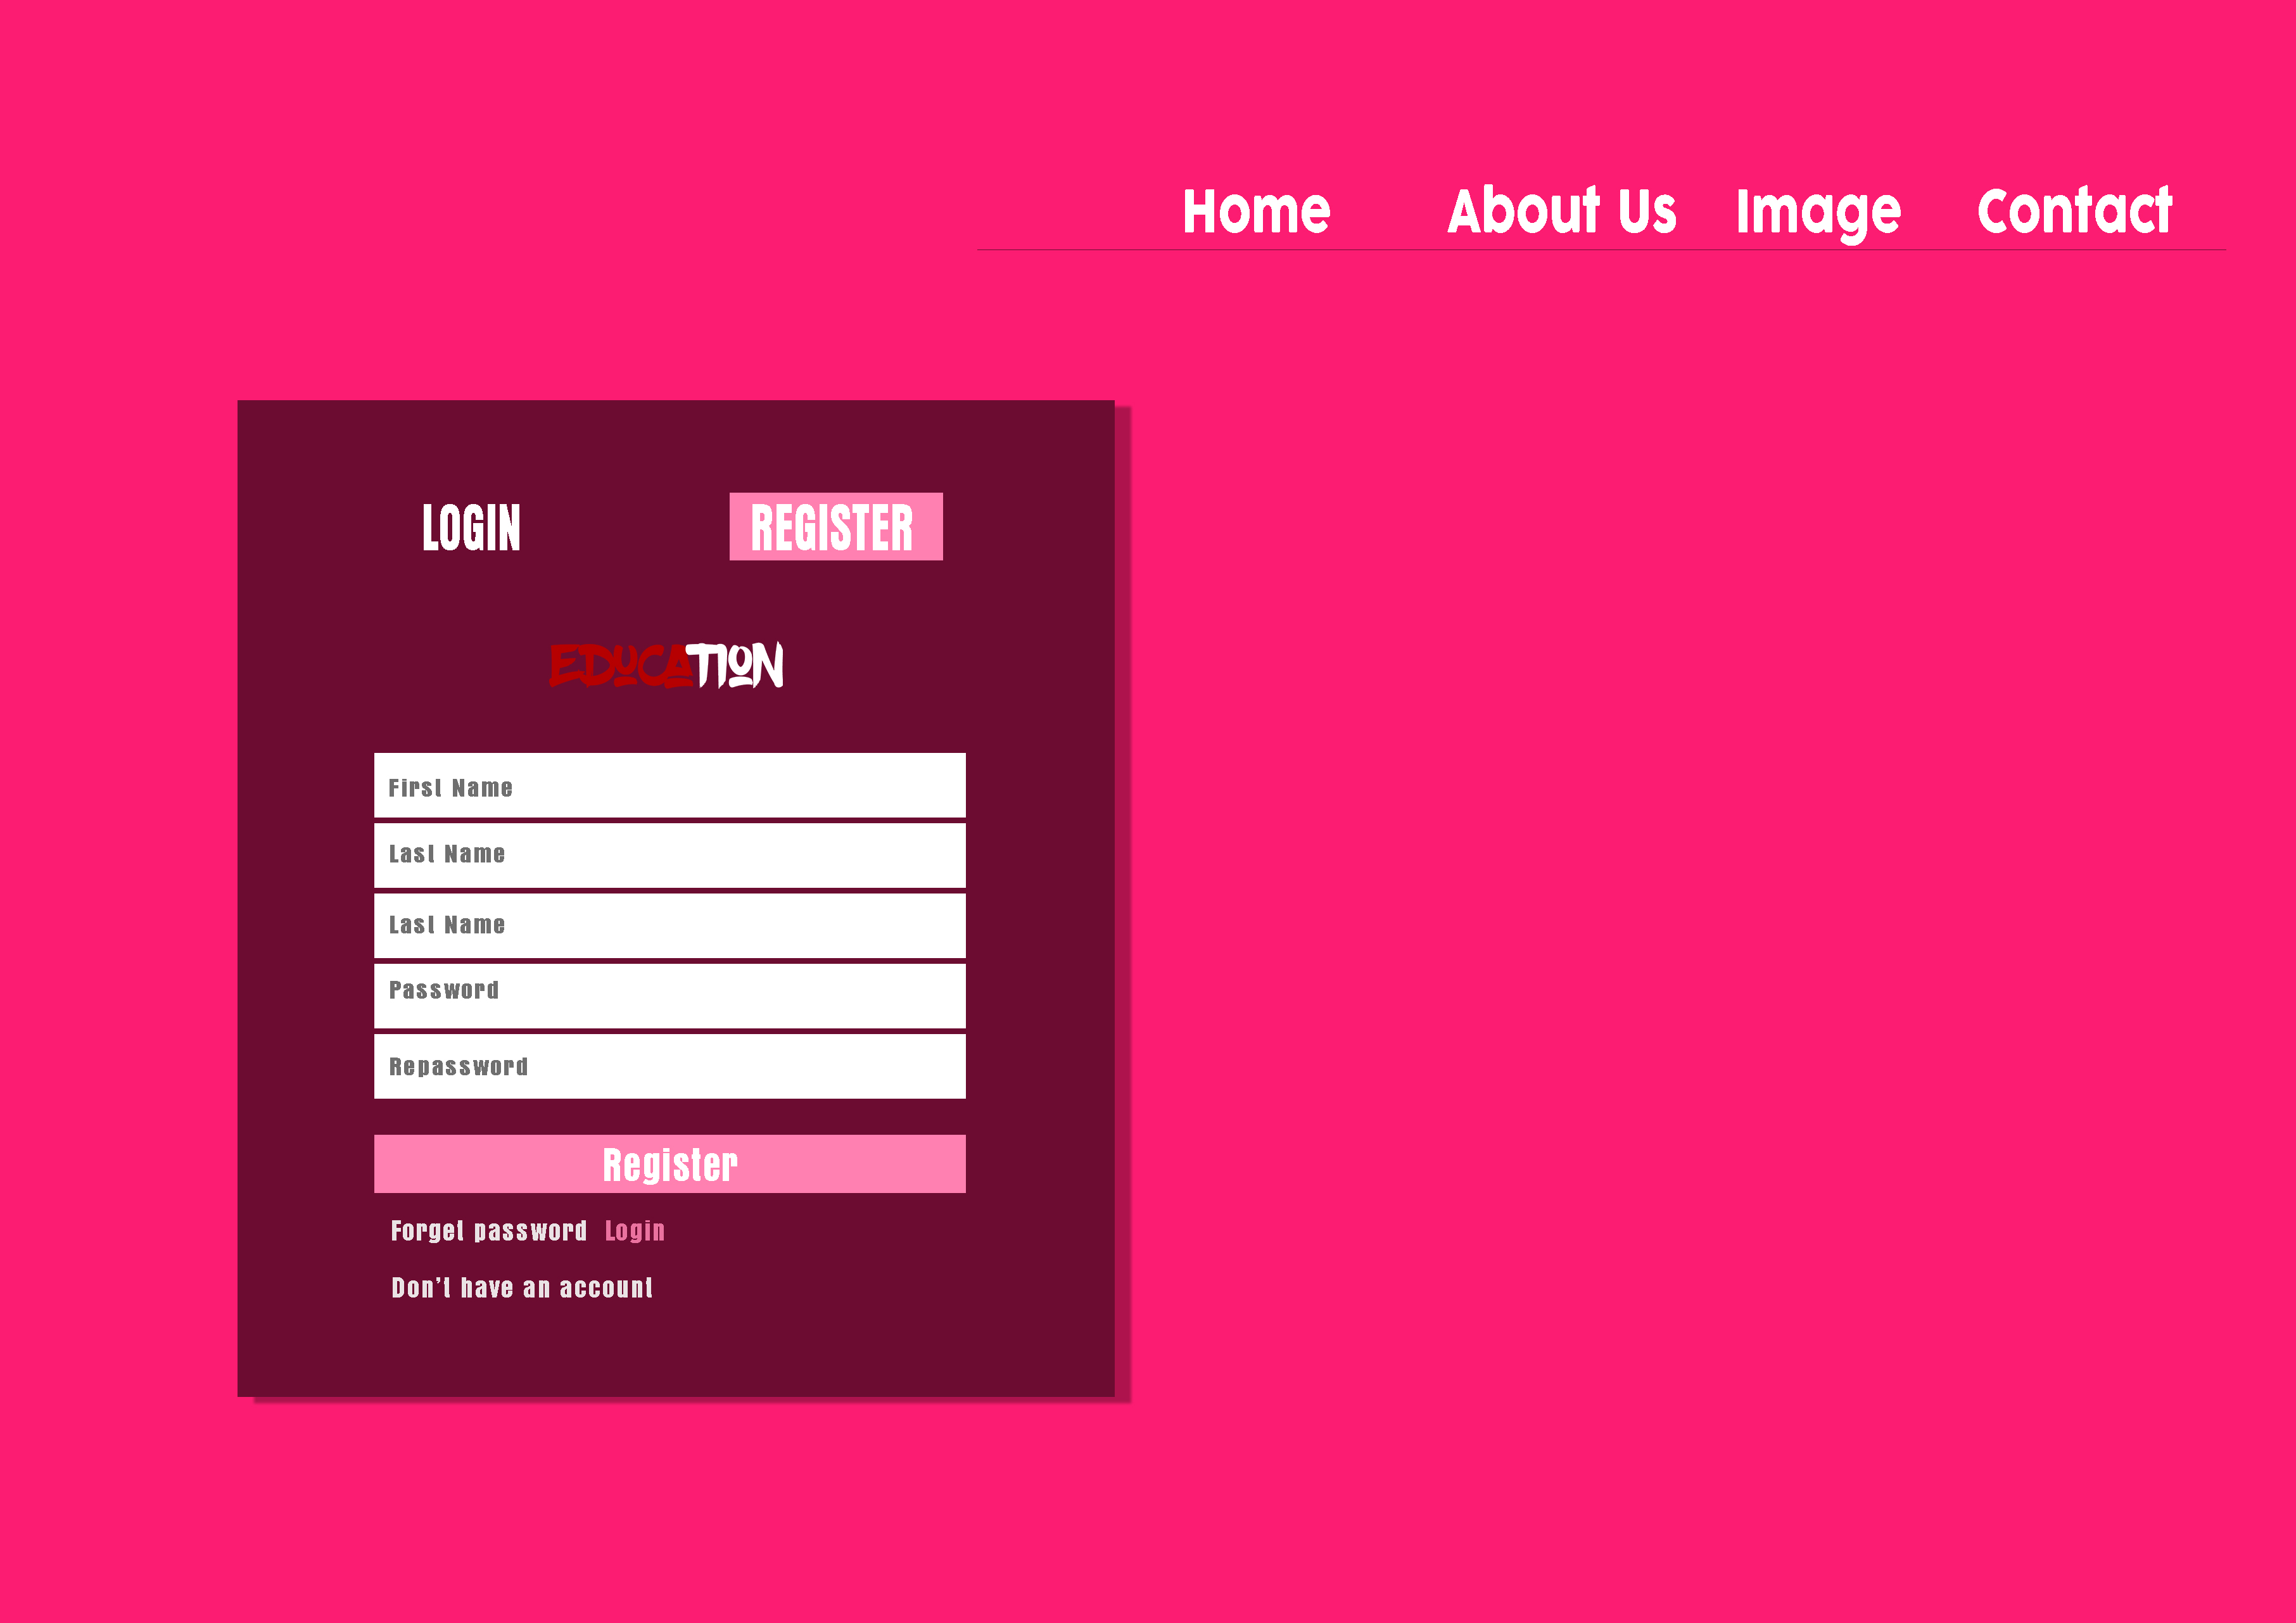 Home About Us Image Contact
LOGIN REGISTER
EDUCATION
First Name
Last Name
Last Name
Password
Repassword
Register
Forget password Login
Don't have an account